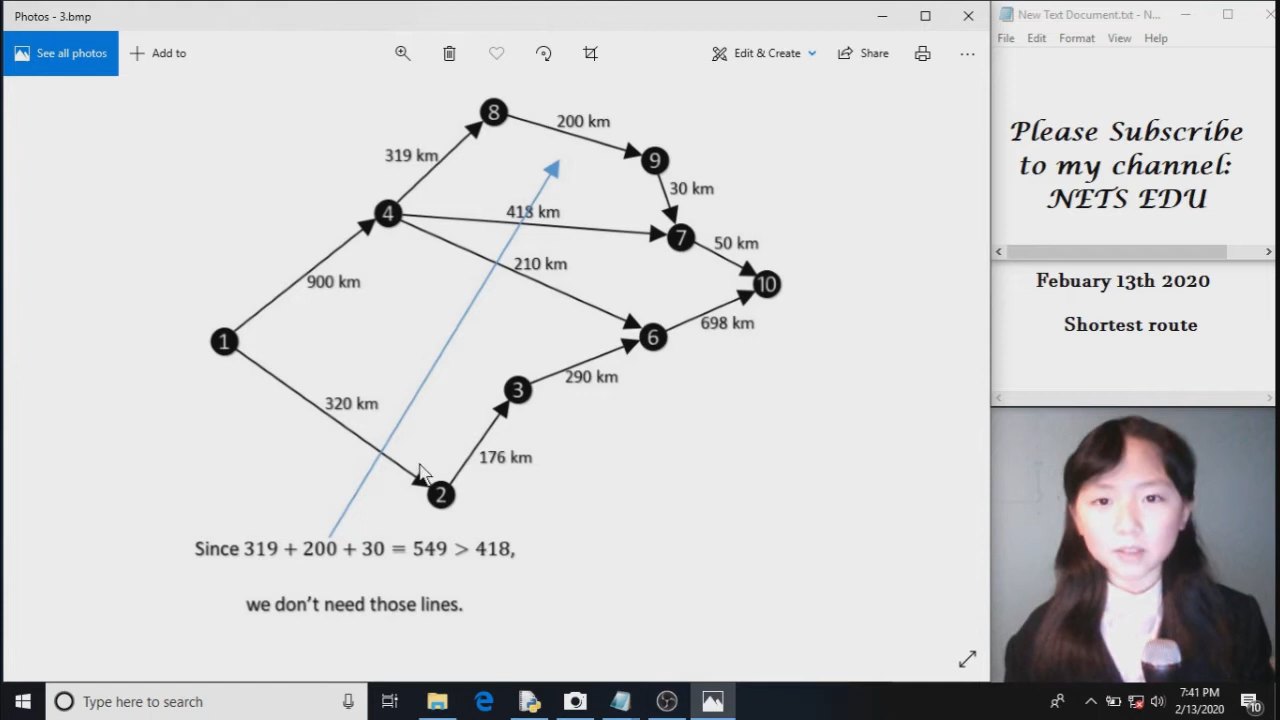 Photos - 3.bmp
See all photos
Add to
Edit & Create
Share
8
200 km
319 km
9
30 km
4
418 km
7
50 km
210 km
900 km
10
698 km
1
6
290 km
320 km
3
176 km
2
Since 319 + 200 + 30 = 549 > 418,
we don't need those lines.
New Text Document.txt - N...
File Edit Format View Help
Please Subscribe
to my channel:
NETS EDU
Febuary 13th 2020
Shortest route
Type here to search
7:41 PM
2/13/2020
10